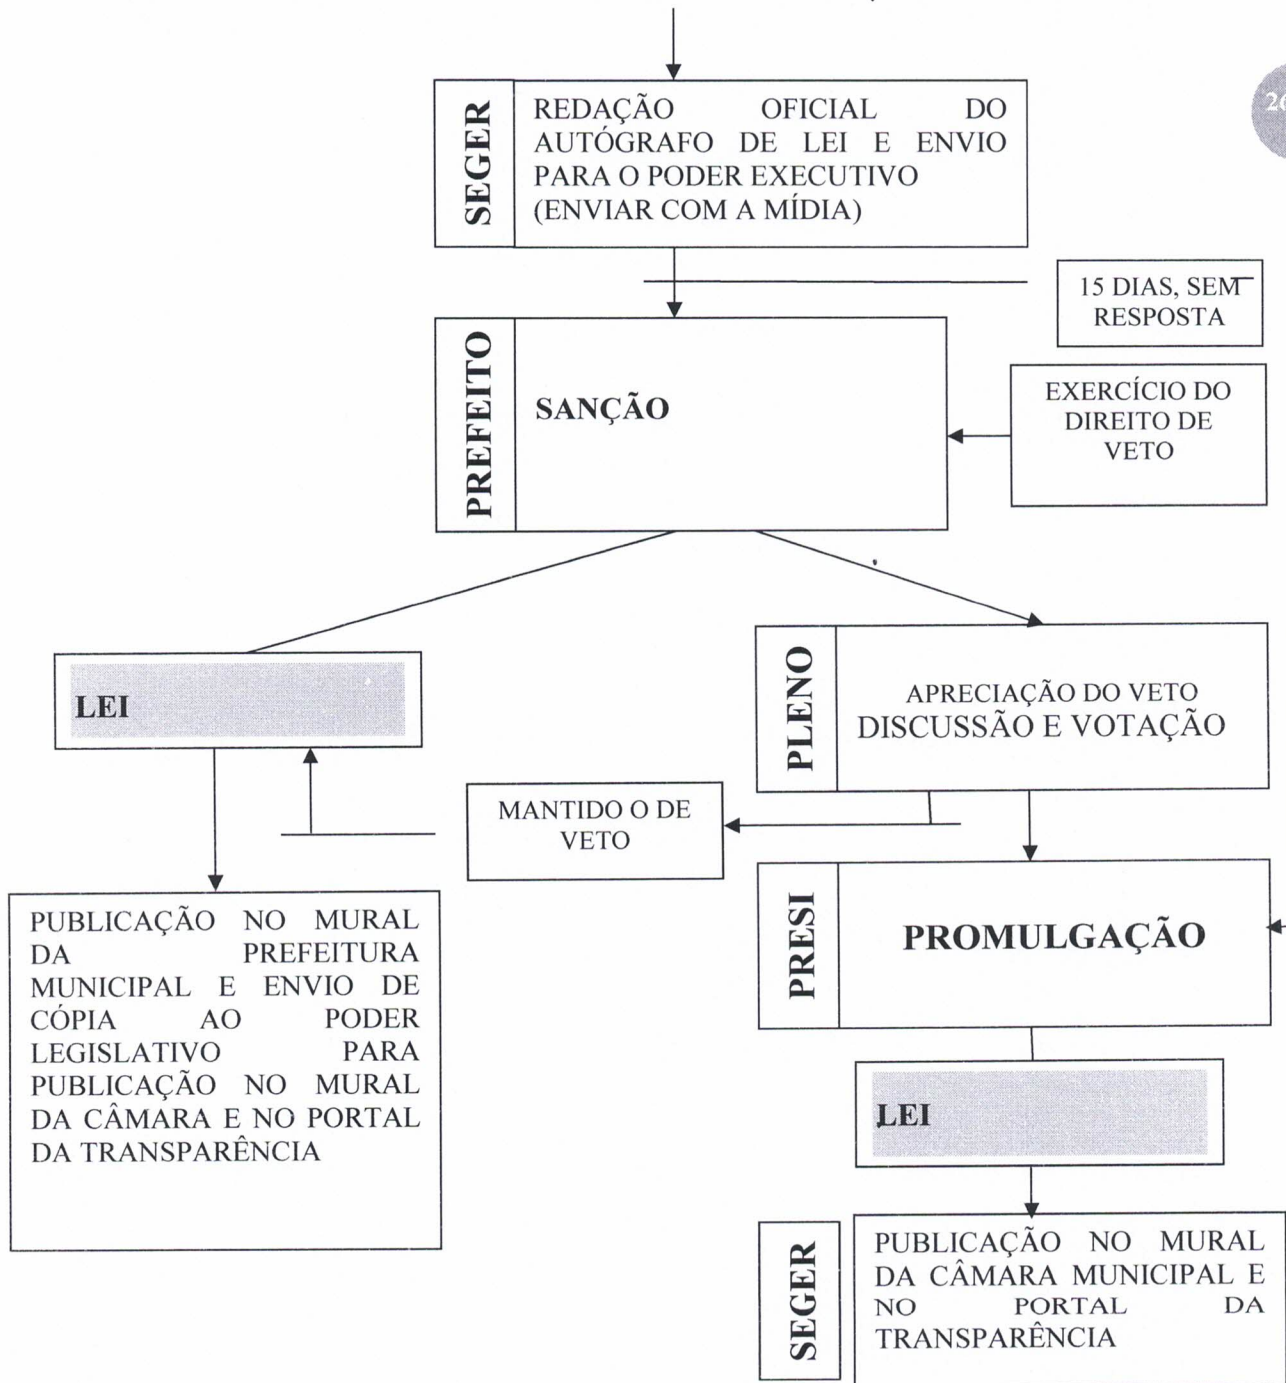 SEGER
REDAÇÃO OFICIAL DO
AUTÓGRAFO DE LEI E ENVIO
PARA O PODER EXECUTIVO
(ENVIAR COM A MÍDIA)
15 DIAS, SEM
RESPOSTA
PREFEITO
SANÇÃO
EXERCÍCIO DO
DIREITO DE
VETO
LEI
PLENO
APRECIAÇÃO DO VETO
DISCUSSÃO E VOTAÇÃO
MANTIDO O DE
VETO
PUBLICAÇÃO NO MURAL
DA PREFEITURA
MUNICIPAL E ENVIO DE
CÓPIA AO PODER
LEGISLATIVO PARA
PUBLICAÇÃO NO MURAL
DA CÂMARA E NO PORTAL
DA TRANSPARÊNCIA
PRESI
PROMULGAÇÃO
LEI
SEGER
PUBLICAÇÃO NO MURAL
DA CÂMARA MUNICIPAL E
NO PORTAL DA
TRANSPARÊNCIA